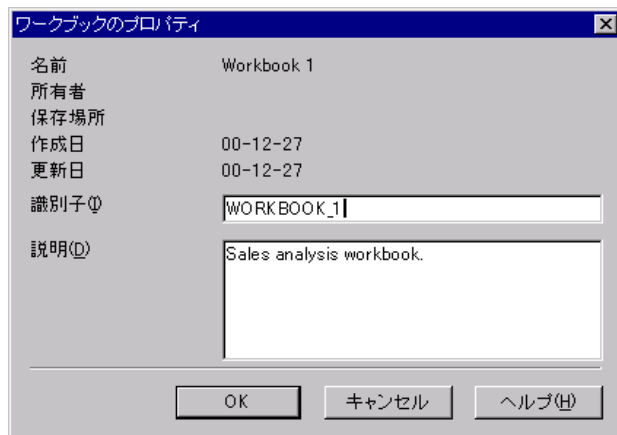 ワークブックのプロパティ
名前 Workbook 1
所有者
保存場所
作成日 00-12-27
更新日 00-12-27
識別子(I) WORKBOOK_1
説明(D) Sales analysis workbook.
OK キャンセル ヘルプ(H)